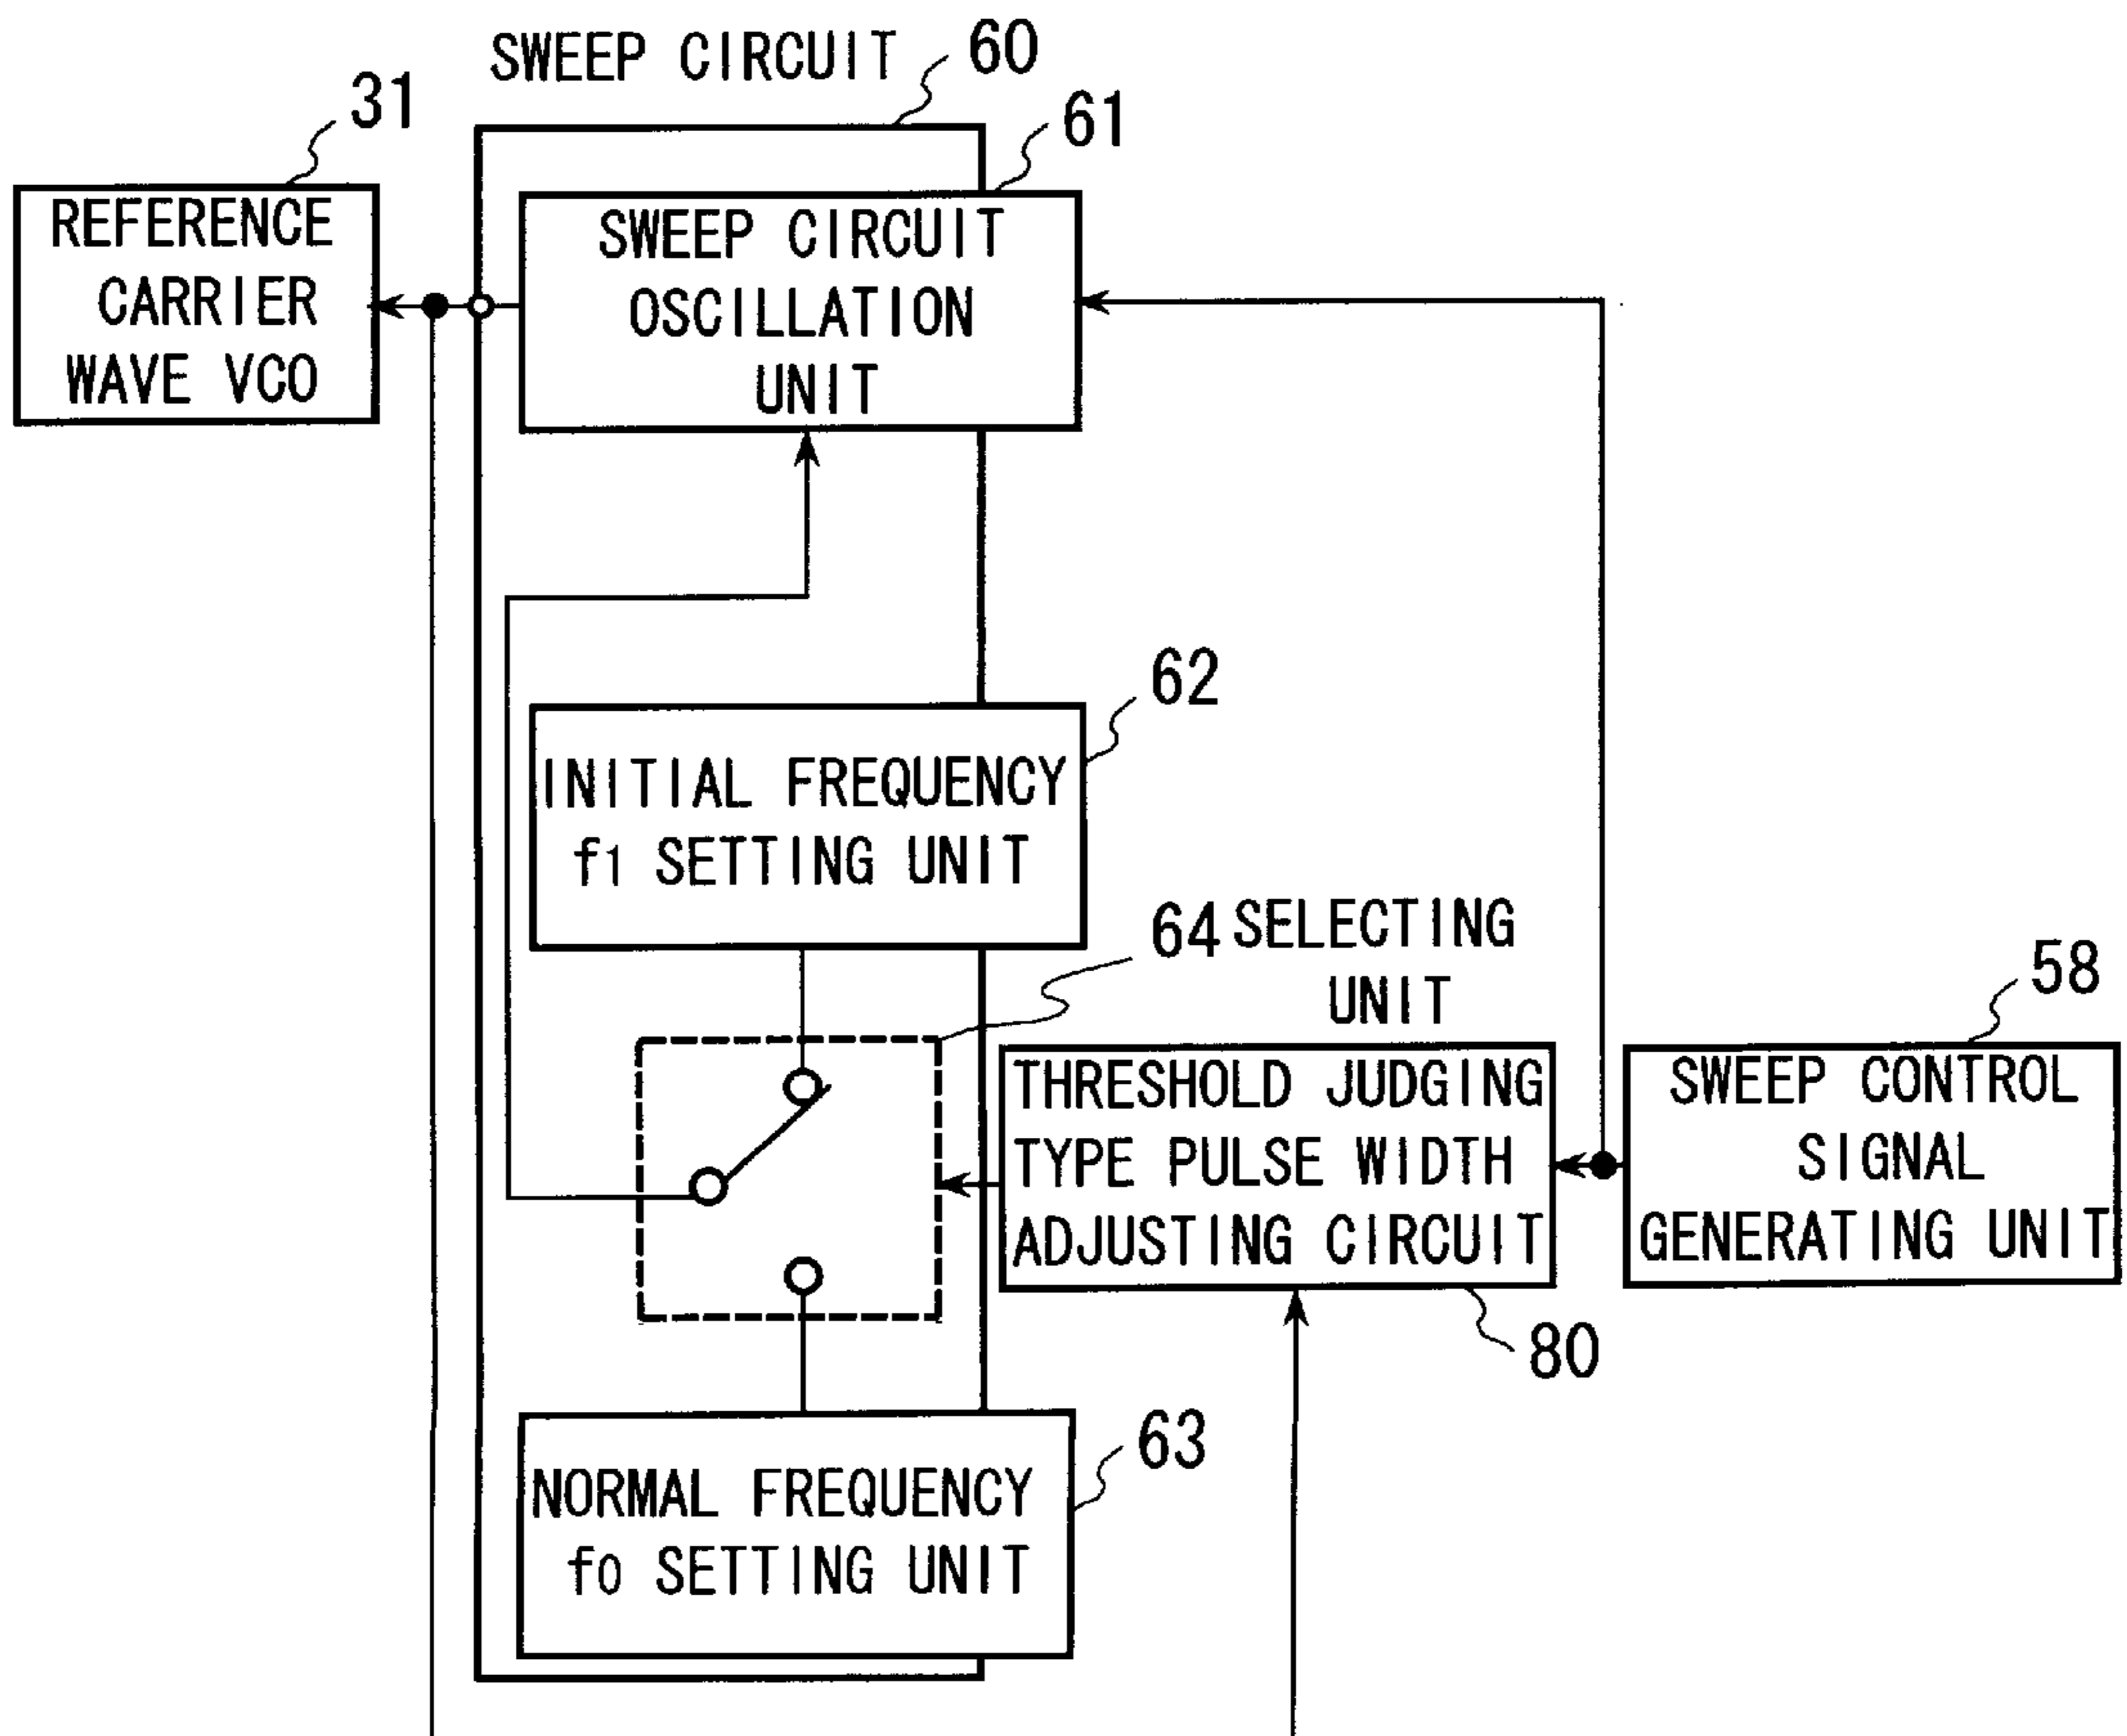 SWEEP CIRCUIT
60
31
61
REFERENCE
CARRIER
WAVE VCO
SWEEP CIRCUIT
OSCILLATION
UNIT
62
INITIAL FREQUENCY
f1 SETTING UNIT
64 SELECTING
UNIT
58
THRESHOLD JUDGING
TYPE PULSE WIDTH
ADJUSTING CIRCUIT
SWEEP CONTROL
SIGNAL
GENERATING UNIT
80
63
NORMAL FREQUENCY
f0 SETTING UNIT